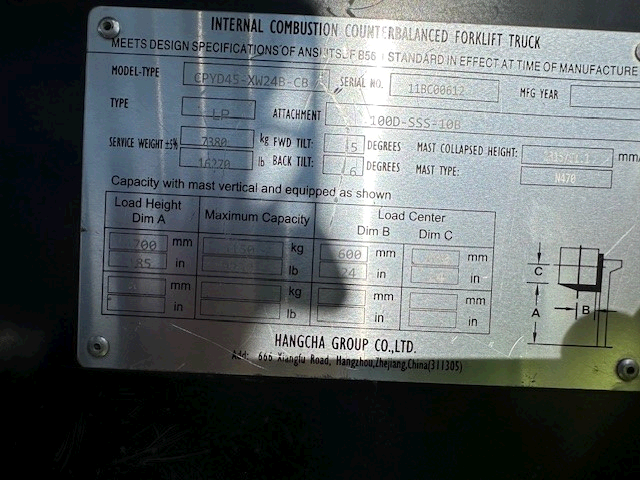 INTERNAL COMBUSTION COUNTERBALANCED FORKLIFT TRUCK
MEETS DESIGN SPECIFICATIONS OF ANSI/ITSDF B56.1 STANDARD IN EFFECT AT TIME OF MANUFACTURE
MODEL-TYPE CPYD45-XW24B-CB SERIAL NO. 11BC00612 MFG YEAR
TYPE LP ATTACHMENT 100D-SSS-10B
SERVICE WEIGHT ±5% 7380 kg FWD TILT: 5 DEGREES MAST COLLAPSED HEIGHT: mm/
16270 lb BACK TILT: 6 DEGREES MAST TYPE: N470
Capacity with mast vertical and equipped as shown
Load Height Dim A Maximum Capacity Load Center
Dim B Dim C
4700 mm kg 600 mm mm
185 in lb 24 in in
mm kg mm mm
in lb in in
C
A B
HANGCHA GROUP CO.,LTD.
Add: 666 Xiangfu Road, Hangzhou,Zhejiang,China(311305)